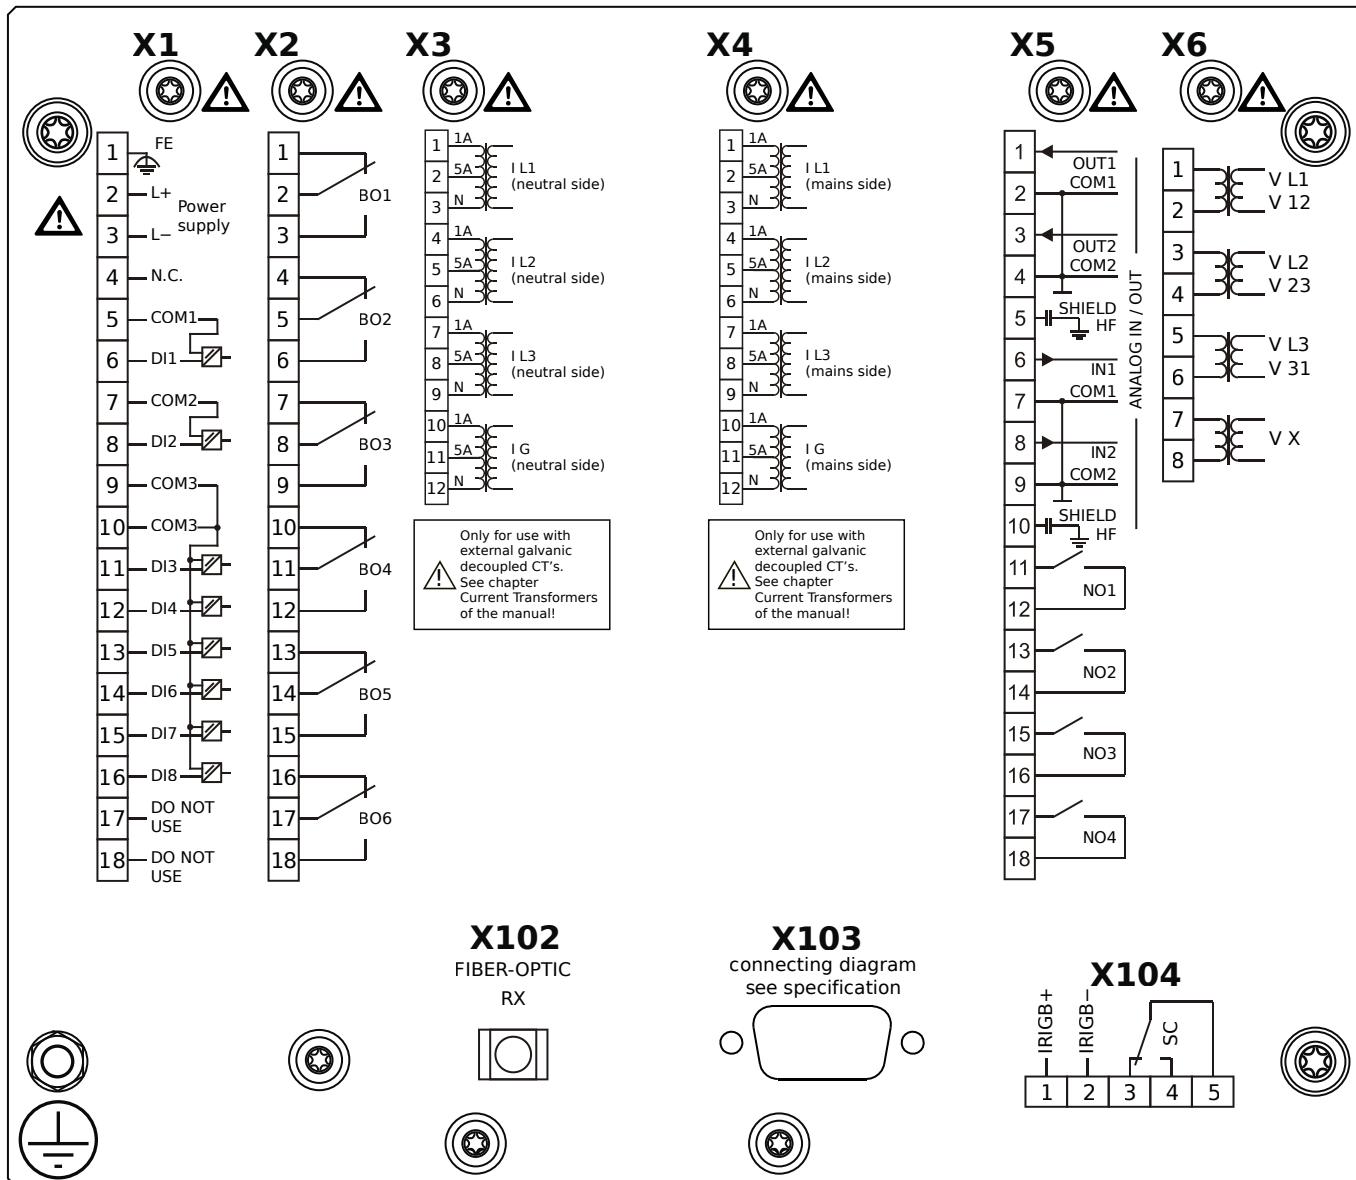 X1
X2
X3
X4
X5
X6
1 FE
2 L+
3 L−
Power
supply
4 N.C.
5 COM1
6 DI1
7 COM2
8 DI2
9 COM3
10 COM3
11 DI3
12 DI4
13 DI5
14 DI6
15 DI7
16 DI8
17 DO NOT
USE
18 DO NOT
USE
1
2 BO1
3
4
5 BO2
6
7
8 BO3
9
10
11 BO4
12
13
14 BO5
15
16
17 BO6
18
1 1A
2 5A
3 N
I L1
(neutral side)
4 1A
5 5A
6 N
I L2
(neutral side)
7 1A
8 5A
9 N
I L3
(neutral side)
10 1A
11 5A
12 N
I G
(neutral side)
Only for use with
external galvanic
decoupled CT's.
See chapter
Current Transformers
of the manual!
1 1A
2 5A
3 N
I L1
(mains side)
4 1A
5 5A
6 N
I L2
(mains side)
7 1A
8 5A
9 N
I L3
(mains side)
10 1A
11 5A
12 N
I G
(mains side)
Only for use with
external galvanic
decoupled CT's.
See chapter
Current Transformers
of the manual!
1 OUT1
2 COM1
3 OUT2
4 COM2
5 SHIELD
HF
6 IN1
7 COM1
8 IN2
9 COM2
10 SHIELD
HF
ANALOG IN / OUT
11
NO1
12
13
NO2
14
15
NO3
16
17
NO4
18
1 V L1
2 V 12
3 V L2
4 V 23
5 V L3
6 V 31
7
V X
8
X102
FIBER-OPTIC
RX
X103
connecting diagram
see specification
X104
IRIGB+
IRIGB−
SC
1 2 3 4 5